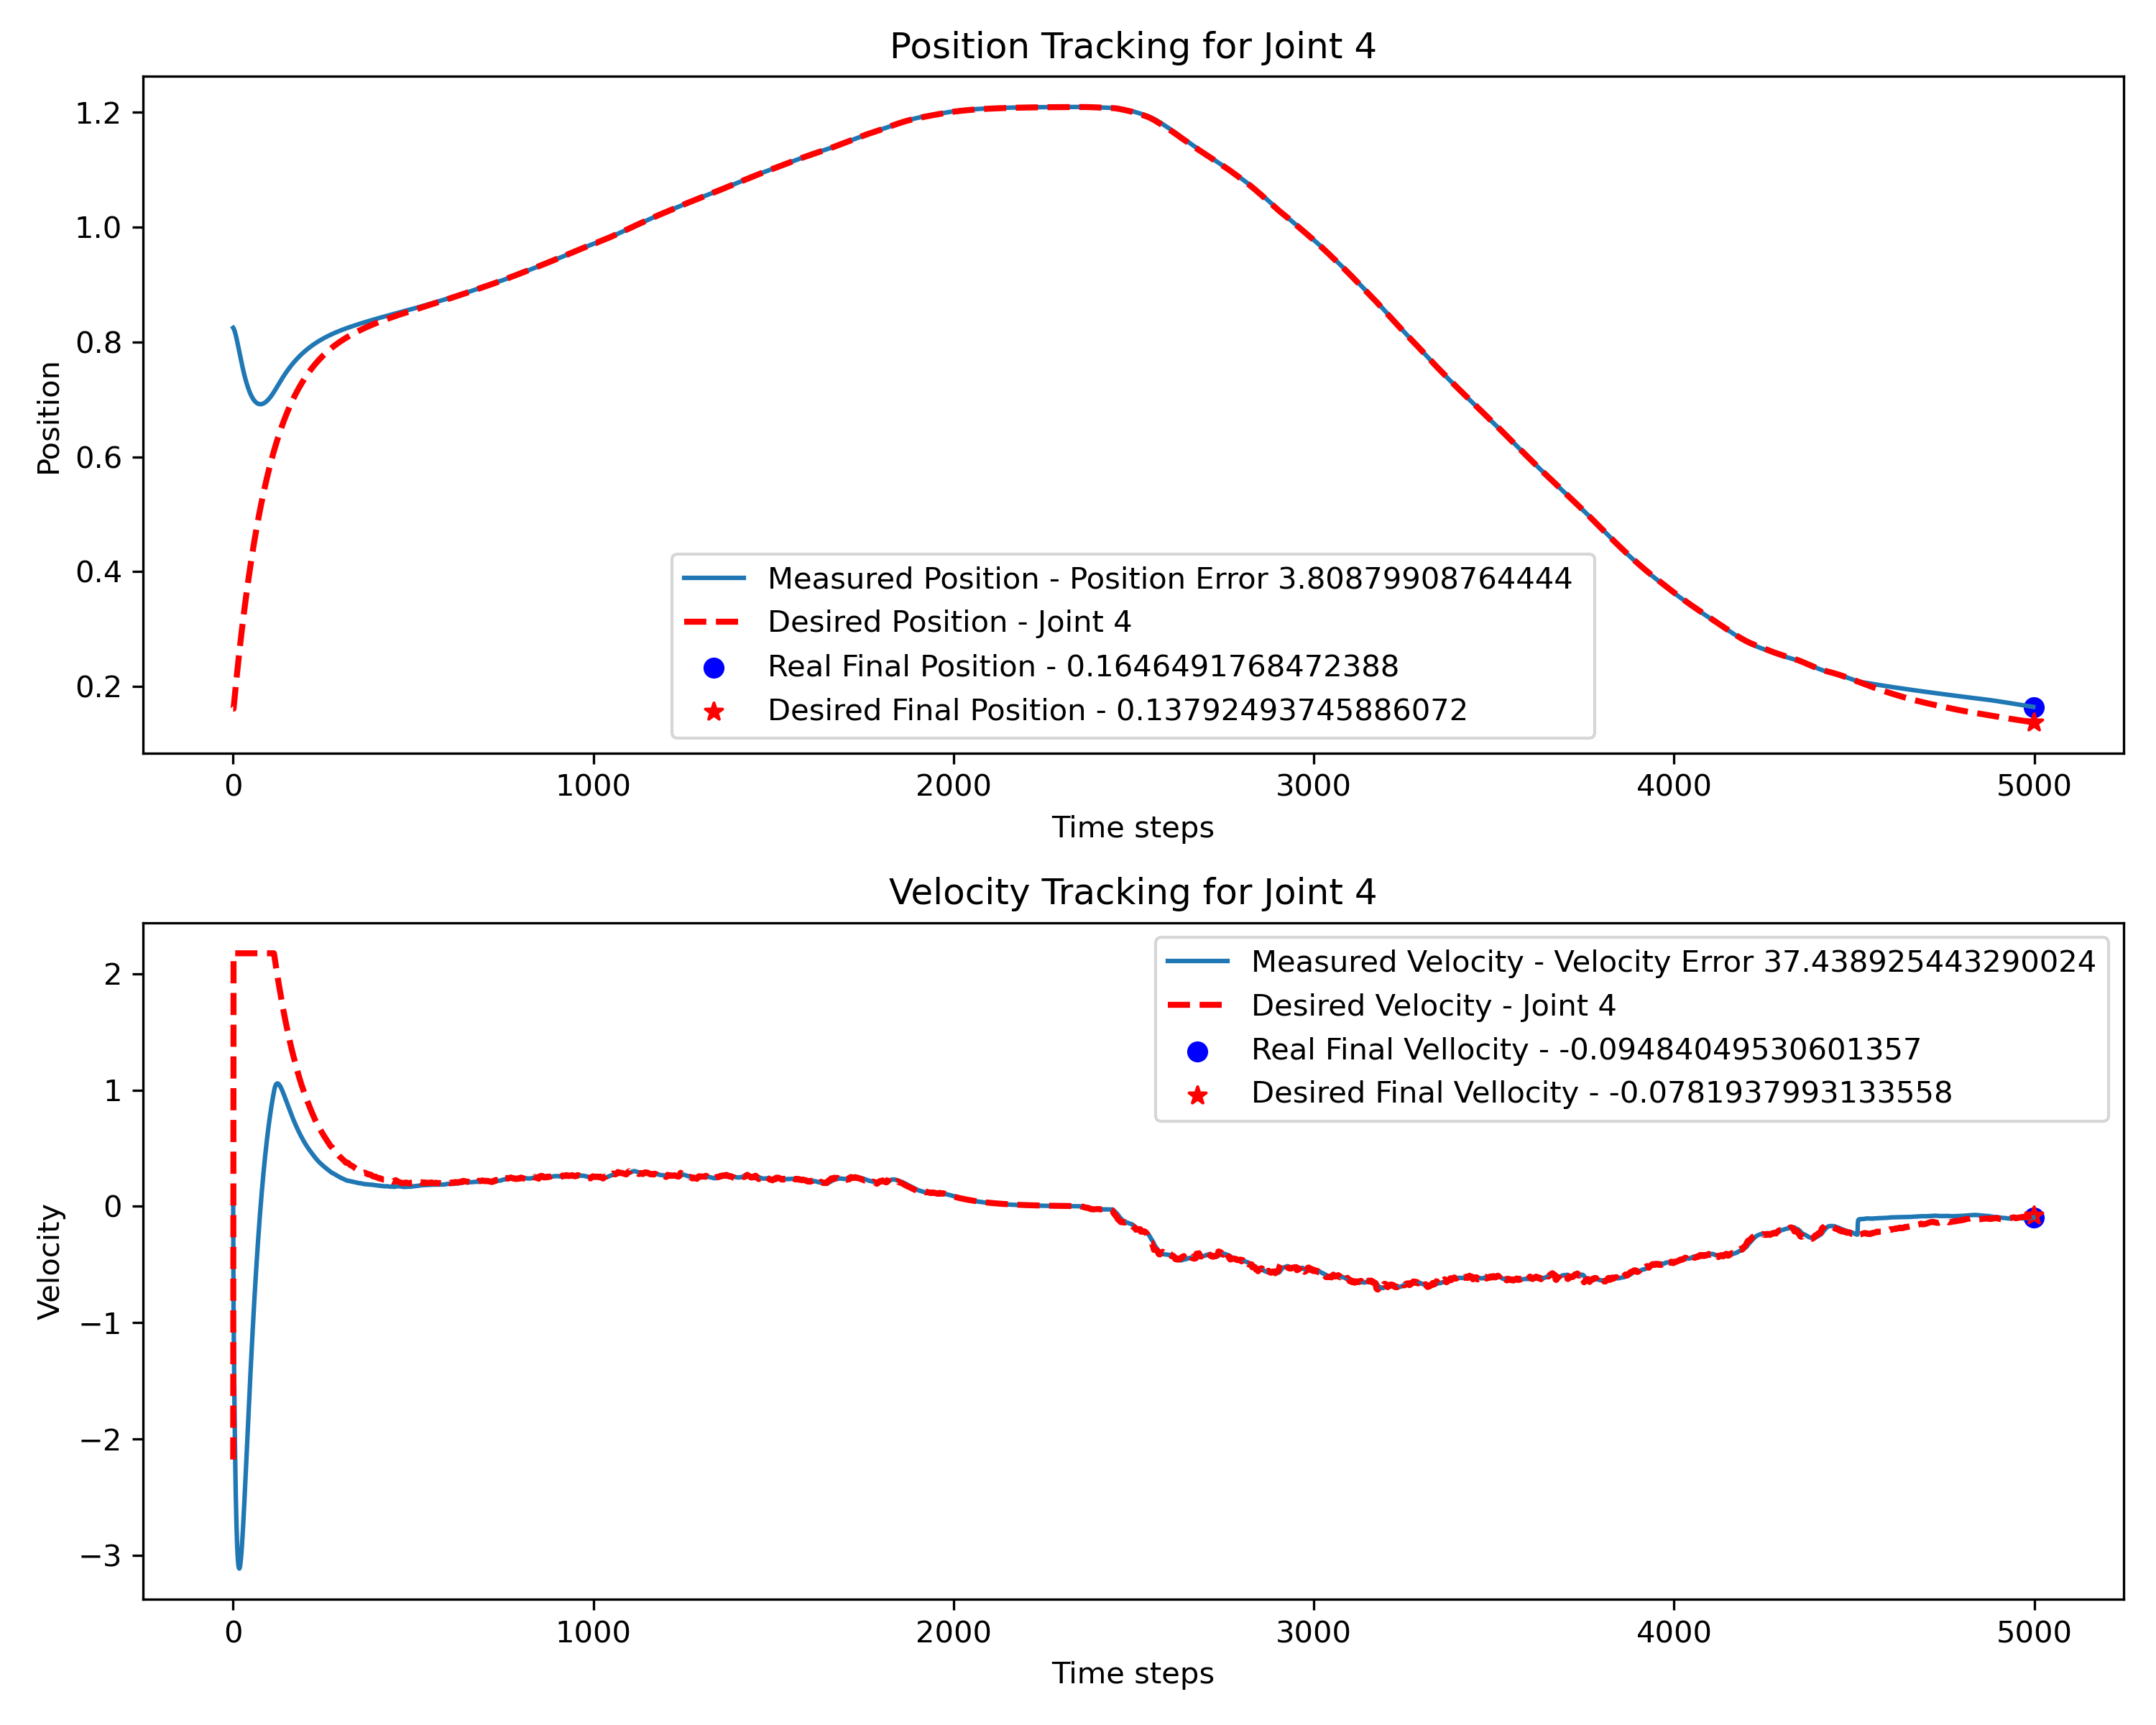 Position Tracking for Joint 4
1.2
1.0
0.8
0.6
0.4
0.2
Position
Measured Position - Position Error 3.80879908764444
Desired Position - Joint 4
Real Final Position - 0.1646491768472388
Desired Final Position - 0.13792493745886072
0 1000 2000 3000 4000 5000
Time steps
Velocity Tracking for Joint 4
2
1
0
−1
−2
−3
Velocity
Measured Velocity - Velocity Error 37.438925443290024
Desired Velocity - Joint 4
Real Final Vellocity - -0.09484049530601357
Desired Final Vellocity - -0.0781937993133558
0 1000 2000 3000 4000 5000
Time steps